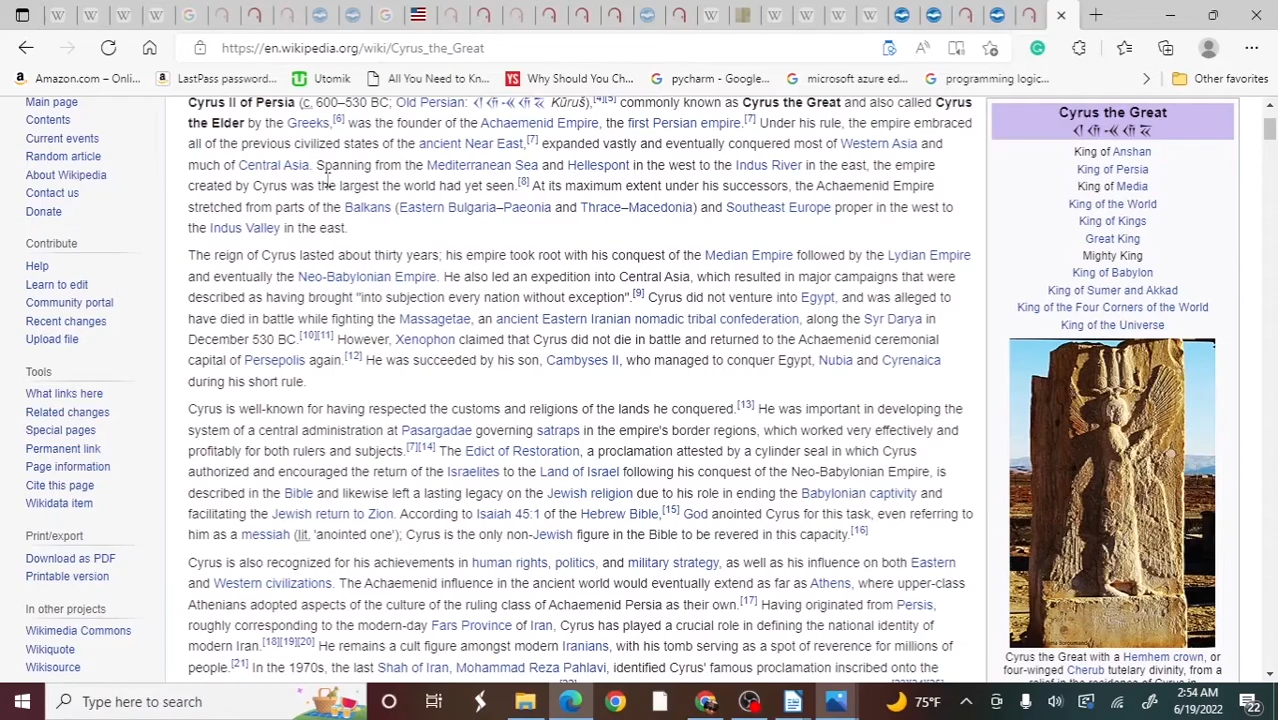 https://en.wikipedia.org/wiki/Cyrus_the_Great
Amazon.com – Onli...
LastPass password...
Utomik
All You Need to Kn...
YS Why Should You Ch...
pycharm - Google...
microsoft azure ed...
programming logic...
Other favorites
Main page
Contents
Current events
Random article
About Wikipedia
Contact us
Donate
Contribute
Help
Learn to edit
Community portal
Recent changes
Upload file
Tools
What links here
Related changes
Special pages
Permanent link
Page information
Cite this page
Wikidata item
Print/export
Download as PDF
Printable version
In other projects
Wikimedia Commons
Wikiquote
Wikisource
Cyrus II of Persia (c. 600–530 BC; Old Persian: Kūruš),[4][5] commonly known as Cyrus the Great and also called Cyrus
the Elder by the Greeks,[6] was the founder of the Achaemenid Empire, the first Persian empire.[7] Under his rule, the empire embraced
all of the previous civilized states of the ancient Near East,[7] expanded vastly and eventually conquered most of Western Asia and
much of Central Asia. Spanning from the Mediterranean Sea and Hellespont in the west to the Indus River in the east, the empire
created by Cyrus was the largest the world had yet seen.[8] At its maximum extent under his successors, the Achaemenid Empire
stretched from parts of the Balkans (Eastern Bulgaria–Paeonia and Thrace–Macedonia) and Southeast Europe proper in the west to
the Indus Valley in the east.
The reign of Cyrus lasted about thirty years; his empire took root with his conquest of the Median Empire followed by the Lydian Empire
and eventually the Neo-Babylonian Empire. He also led an expedition into Central Asia, which resulted in major campaigns that were
described as having brought "into subjection every nation without exception".[9] Cyrus did not venture into Egypt, and was alleged to
have died in battle while fighting the Massagetae, an ancient Eastern Iranian nomadic tribal confederation, along the Syr Darya in
December 530 BC.[10][11] However, Xenophon claimed that Cyrus did not die in battle and returned to the Achaemenid ceremonial
capital of Persepolis again.[12] He was succeeded by his son, Cambyses II, who managed to conquer Egypt, Nubia and Cyrenaica
during his short rule.
Cyrus is well-known for having respected the customs and religions of the lands he conquered.[13] He was important in developing the
system of a central administration at Pasargadae governing satraps in the empire's border regions, which worked very effectively and
profitably for both rulers and subjects.[7][14] The Edict of Restoration, a proclamation attested by a cylinder seal in which Cyrus
authorized and encouraged the return of the Israelites to the Land of Israel following his conquest of the Neo-Babylonian Empire, is
described in the Bible and likewise left a lasting legacy on the Jewish religion due to his role in ending the Babylonian captivity and
facilitating the Jewish return to Zion. According to Isaiah 45:1 of the Hebrew Bible,[15] God anointed Cyrus for this task, even referring to
him as a messiah (lit. 'anointed one'); Cyrus is the only non-Jewish figure in the Bible to be revered in this capacity.[16]
Cyrus is also recognized for his achievements in human rights, politics, and military strategy, as well as his influence on both Eastern
and Western civilizations. The Achaemenid influence in the ancient world would eventually extend as far as Athens, where upper-class
Athenians adopted aspects of the culture of the ruling class of Achaemenid Persia as their own.[17] Having originated from Persis,
roughly corresponding to the modern-day Fars Province of Iran, Cyrus has played a crucial role in defining the national identity of
modern Iran.[18][19][20] He remains a cult figure amongst modern Iranians, with his tomb serving as a spot of reverence for millions of
people.[21] In the 1970s, the last Shah of Iran, Mohammad Reza Pahlavi, identified Cyrus' famous proclamation inscribed onto the
Cyrus the Great
King of Anshan
King of Persia
King of Media
King of the World
King of Kings
Great King
Mighty King
King of Babylon
King of Sumer and Akkad
King of the Four Corners of the World
King of the Universe
Cyrus the Great with a Hemhem crown, or
four-winged Cherub tutelary divinity, from a
Type here to search
75°F
2:54 AM
6/19/2022
22